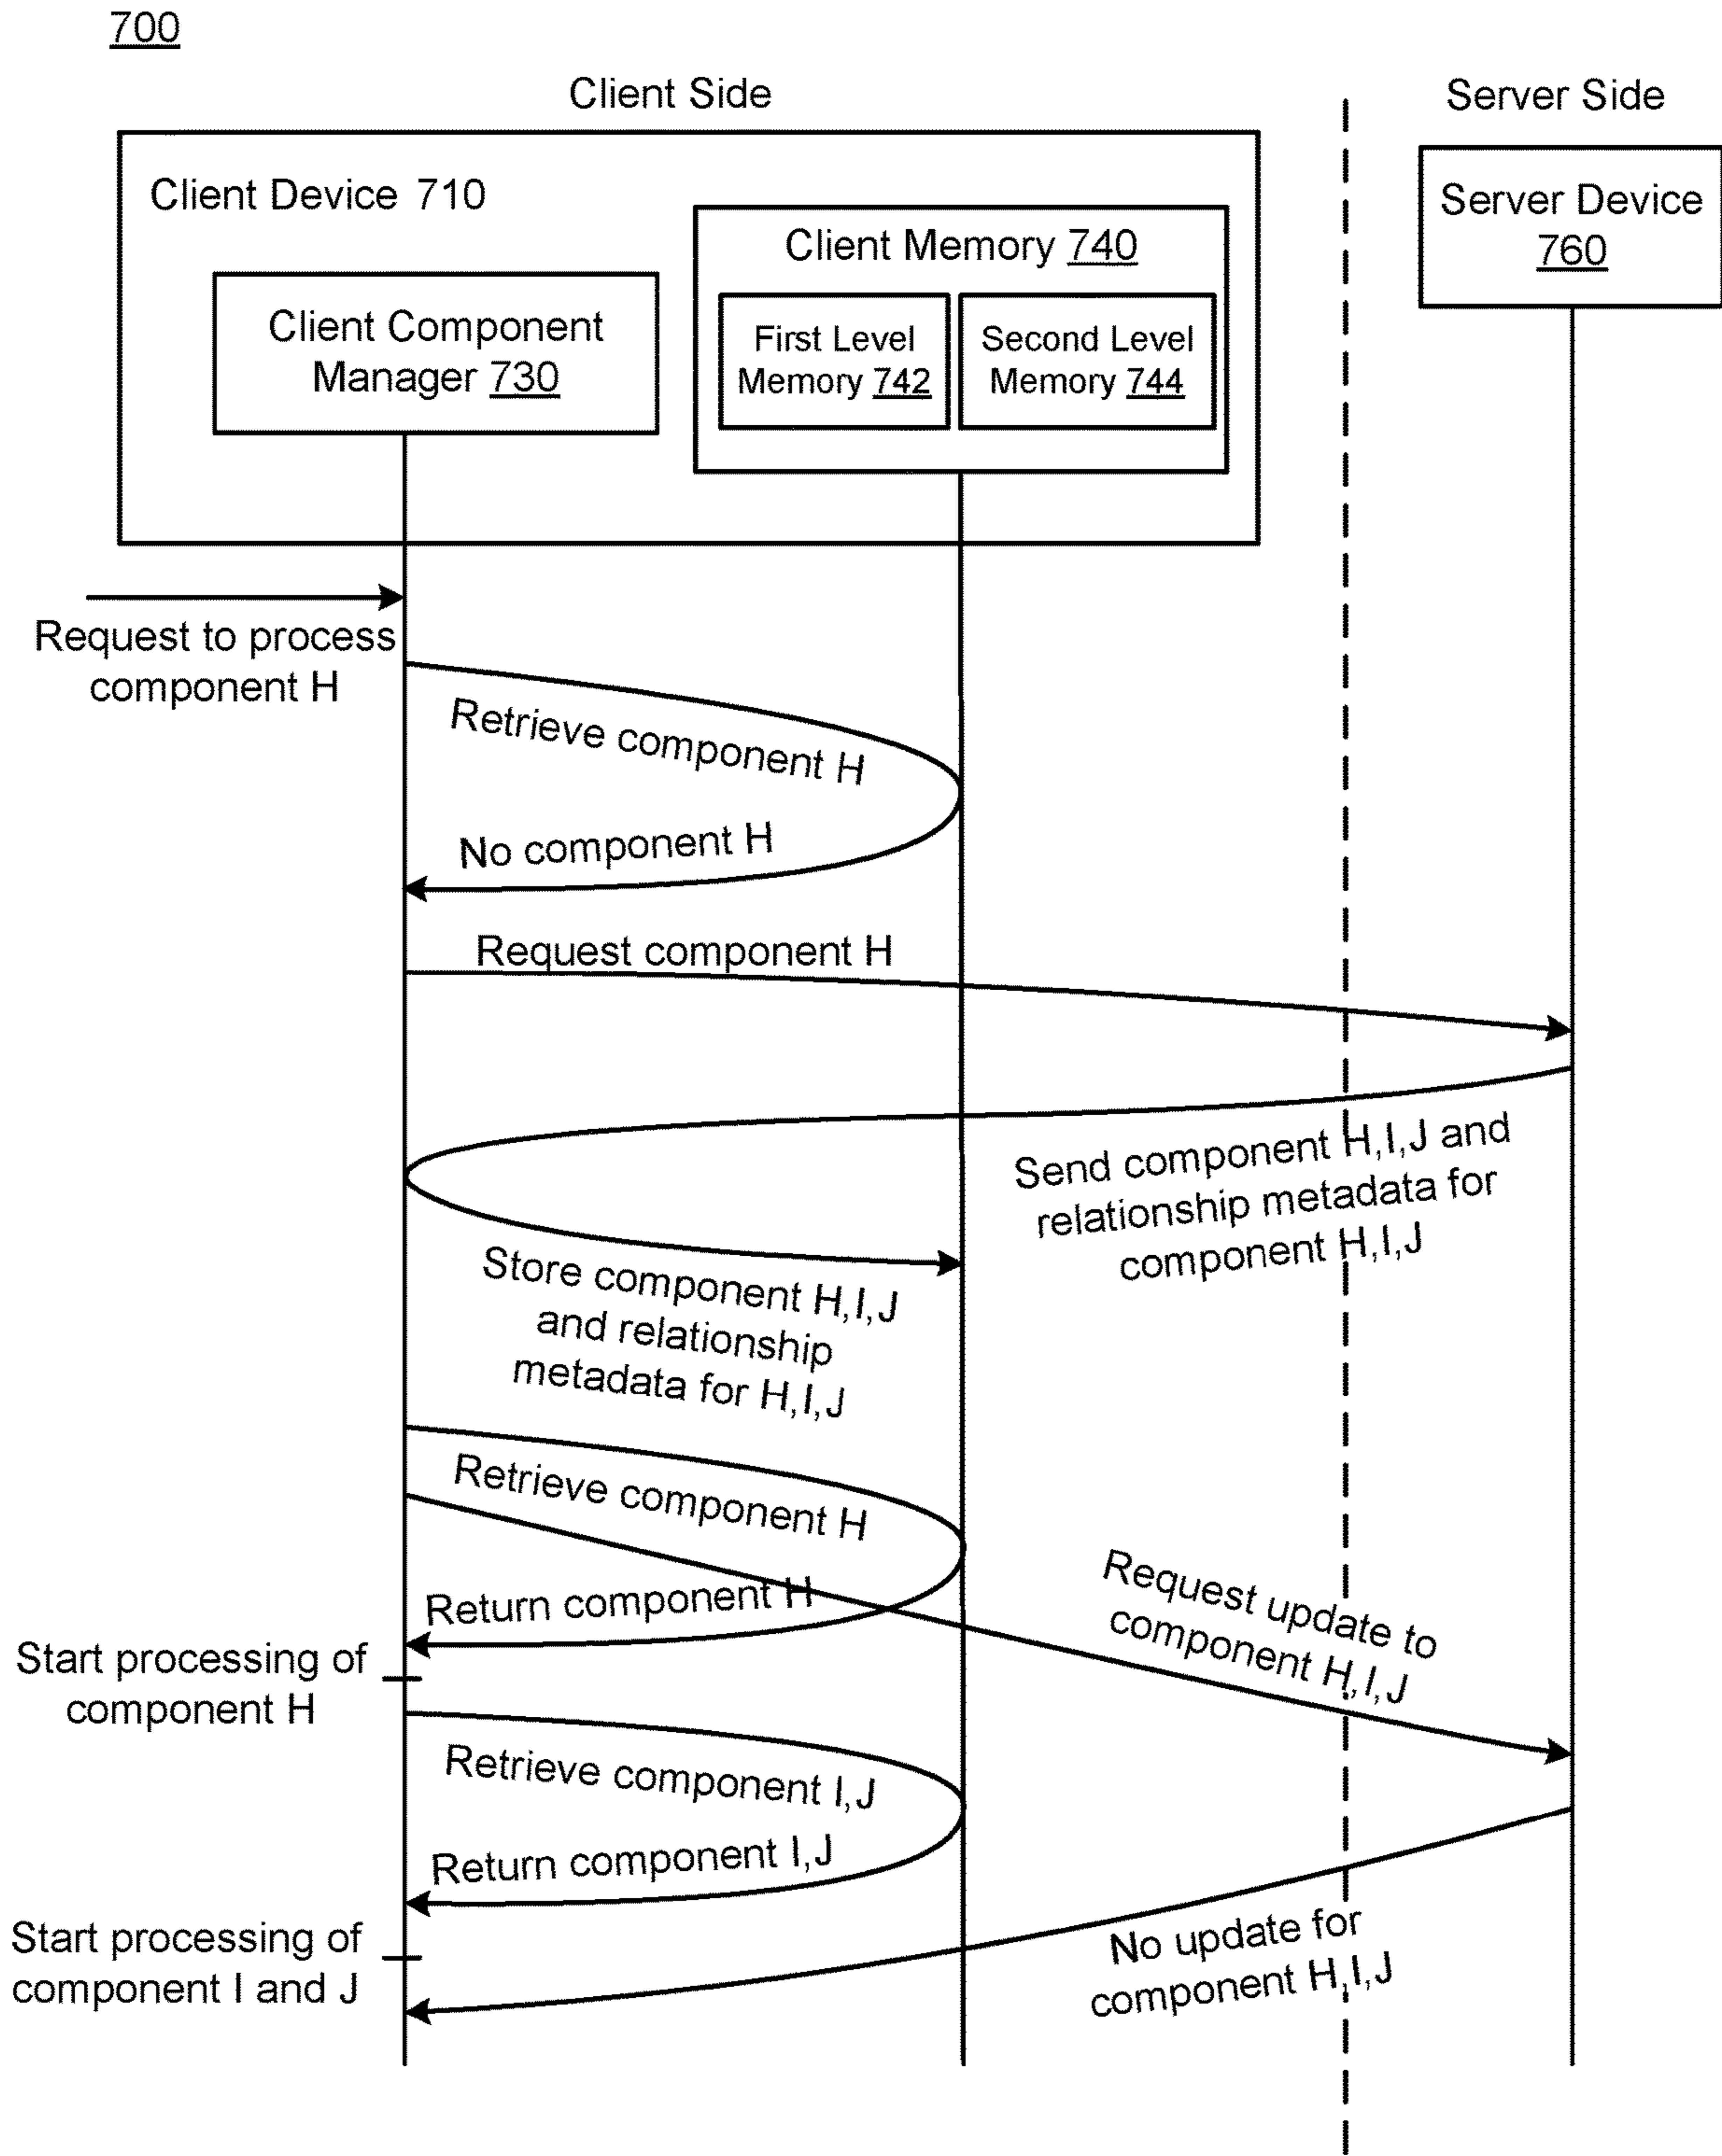 700
Client Side
Server Side
Client Device 710
Client Memory 740
Server Device
760
Client Component
Manager 730
First Level
Memory 742
Second Level
Memory 744
Request to process
component H
Retrieve component H
No component H
Request component H
Send component H,I,J and
relationship metadata for
component H,I,J
Store component H,I,J
and relationship
metadata for H,I,J
Retrieve component H
Request update to
component H,I,J
Return component H
Start processing of
component H
Retrieve component I,J
Return component I,J
Start processing of
component I and J
No update for
component H,I,J